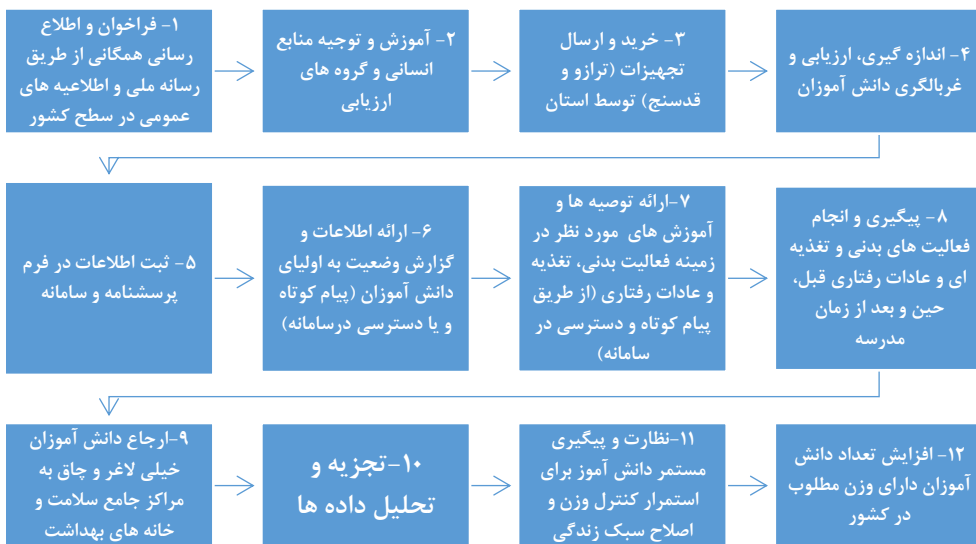 ۱- فراخوان و اطلاع
رسانی همگانی از طریق
رسانه ملی و اطلاعیه های
عمومی در سطح کشور
۲- آموزش و توجیه منابع
انسانی و گروه های
ارزیابی
۳- خرید و ارسال
تجهیزات (ترازو و
قدسنج) توسط استان
۴- اندازه گیری، ارزیابی و
غربالگری دانش آموزان
۵- ثبت اطلاعات در فرم
پرسشنامه و سامانه
۶- ارائه اطلاعات و
گزارش وضعیت به اولیای
دانش آموزان (پیام کوتاه
و یا دسترسی درسامانه)
۷-ارائه توصیه ها و
آموزش های مورد نظر در
زمینه فعالیت بدنی، تغذیه
و عادات رفتاری (از طریق
پیام کوتاه و دسترسی در
سامانه)
۸- پیگیری و انجام
فعالیت های بدنی و تغذیه
ای و عادات رفتاری قبل،
حین و بعد از زمان
مدرسه
۹-ارجاع دانش آموزان
خیلی لاغر و چاق به
مراکز جامع سلامت و
خانه های بهداشت
۱۰-تجزیه و
تحلیل داده ها
۱۱-نظارت و پیگیری
مستمر دانش آموز برای
استمرار کنترل وزن و
اصلاح سبک زندگی
۱۲- افزایش تعداد دانش
آموزان دارای وزن مطلوب
در کشور